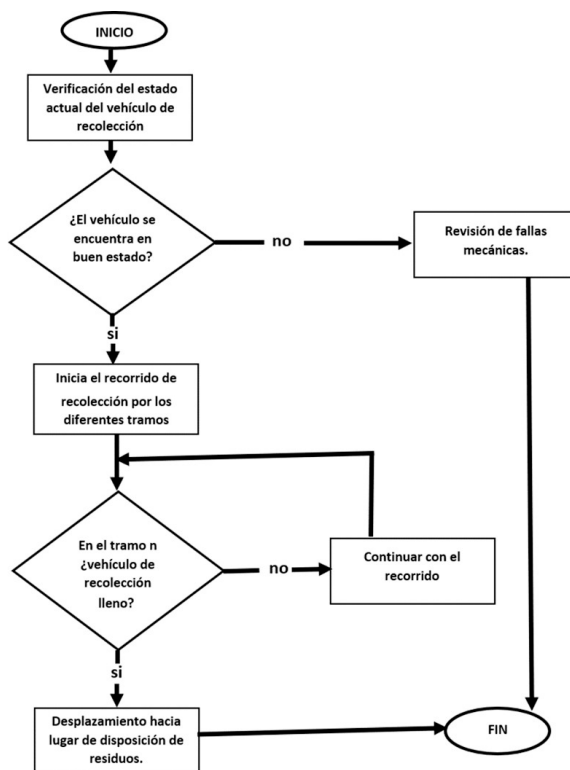 INICIO
Verificación del estado
actual del vehículo de
recolección
¿El vehículo se
encuentra en
buen estado?
no
Revisión de fallas
mecánicas.
si
Inicia el recorrido de
recolección por los
diferentes tramos
En el tramo n
¿vehículo de
recolección
lleno?
no
Continuar con el
recorrido
si
Desplazamiento hacia
lugar de disposición de
residuos.
FIN